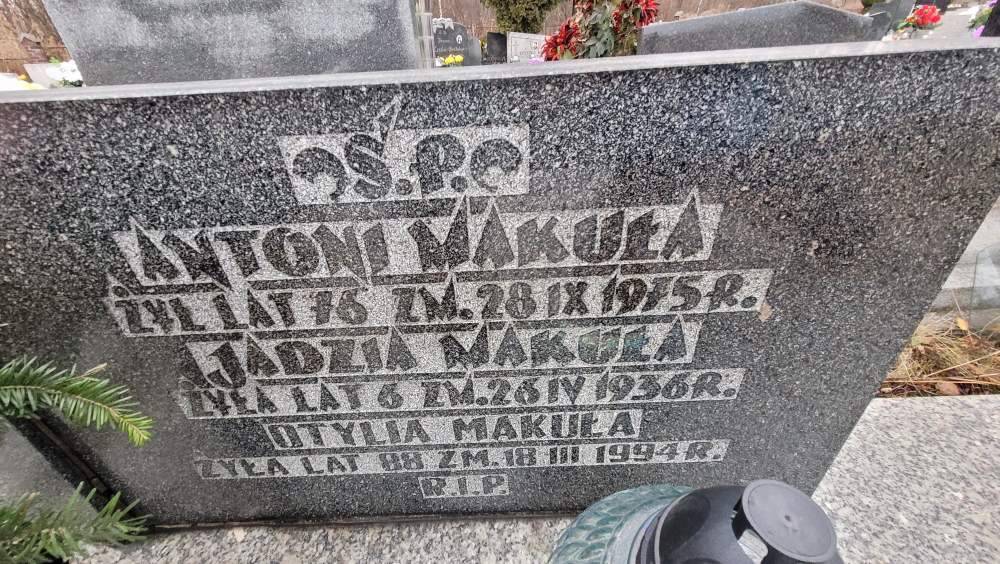 Ś.P.
ANTONI MAKUŁA
ŻYŁ LAT 76 ZM. 28 IX 1975 R.
JADZIA MAKUŁA
ŻYŁA LAT 6 ZM. 26 IV 1936 R.
OTYLIA MAKUŁA
ŻYŁA LAT 88 ZM. 18 III 1994 R.
R.I.P.